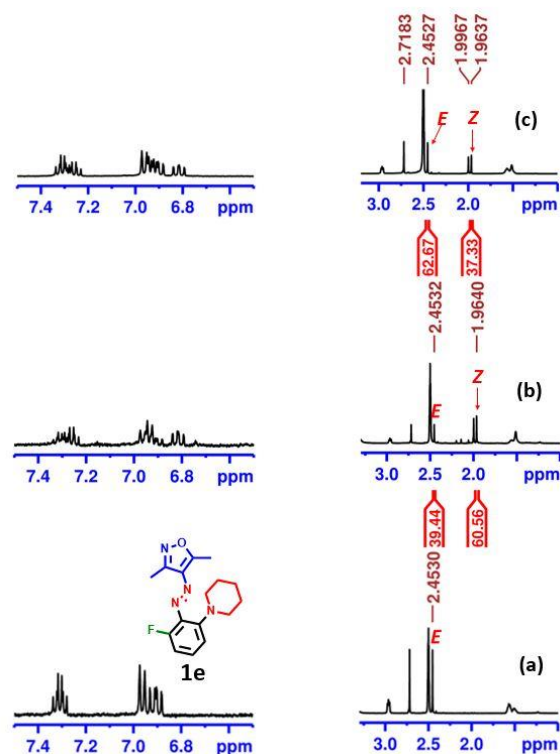 2.7183
2.4527
1.9967
1.9637
E
Z
(c)
7.4 7.2 7.0 6.8 ppm
3.0 2.5 2.0 ppm
62.67
37.33
2.4532
1.9640
E
Z
(b)
7.4 7.2 7.0 6.8 ppm
3.0 2.5 2.0 ppm
39.44
60.56
2.4530
E
(a)
N O
N
N
N
F
1e
7.4 7.2 7.0 6.8 ppm
3.0 2.5 2.0 ppm